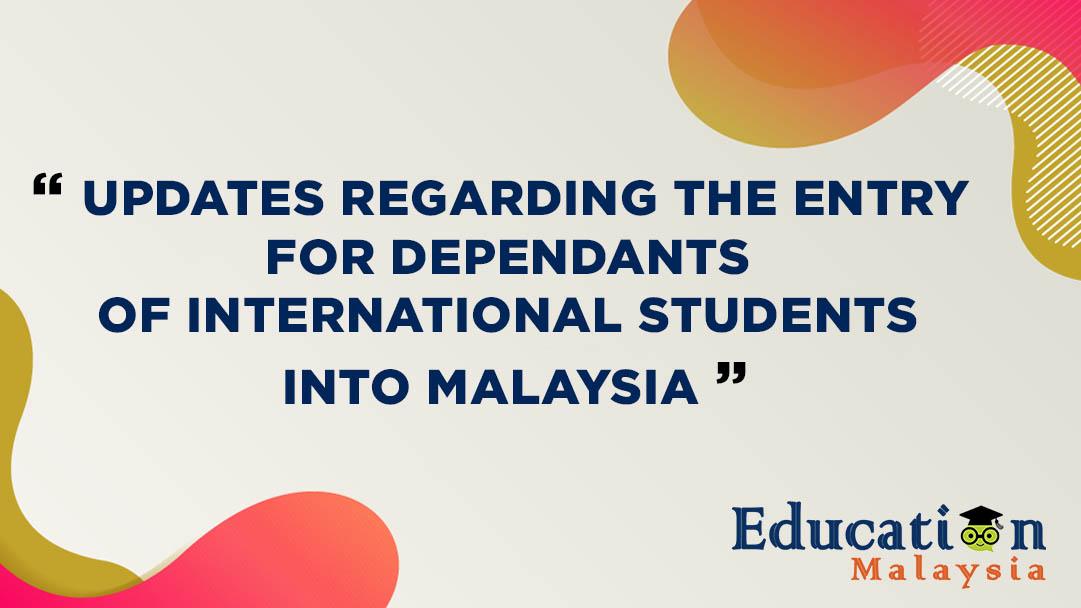 “ UPDATES REGARDING THE ENTRY
FOR DEPENDANTS
OF INTERNATIONAL STUDENTS
INTO MALAYSIA ”
Education
Malaysia